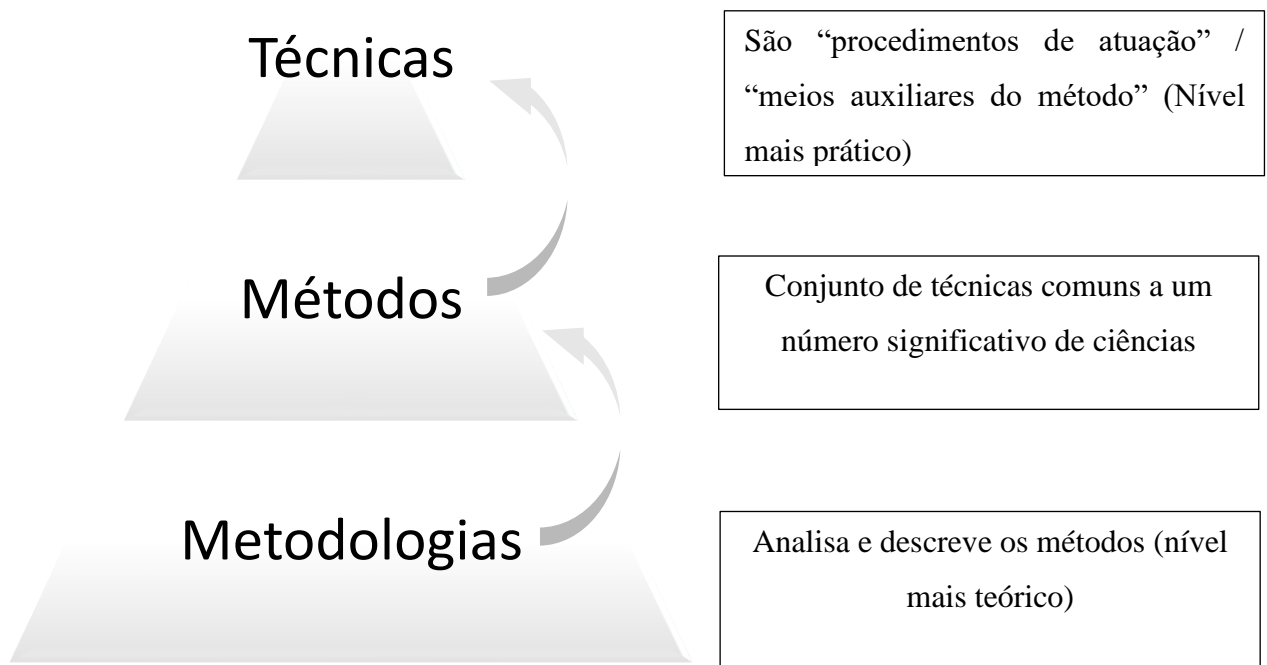 Técnicas
São “procedimentos de atuação” /
“meios auxiliares do método” (Nível
mais prático)
Métodos
Conjunto de técnicas comuns a um
número significativo de ciências
Metodologias
Analisa e descreve os métodos (nível
mais teórico)